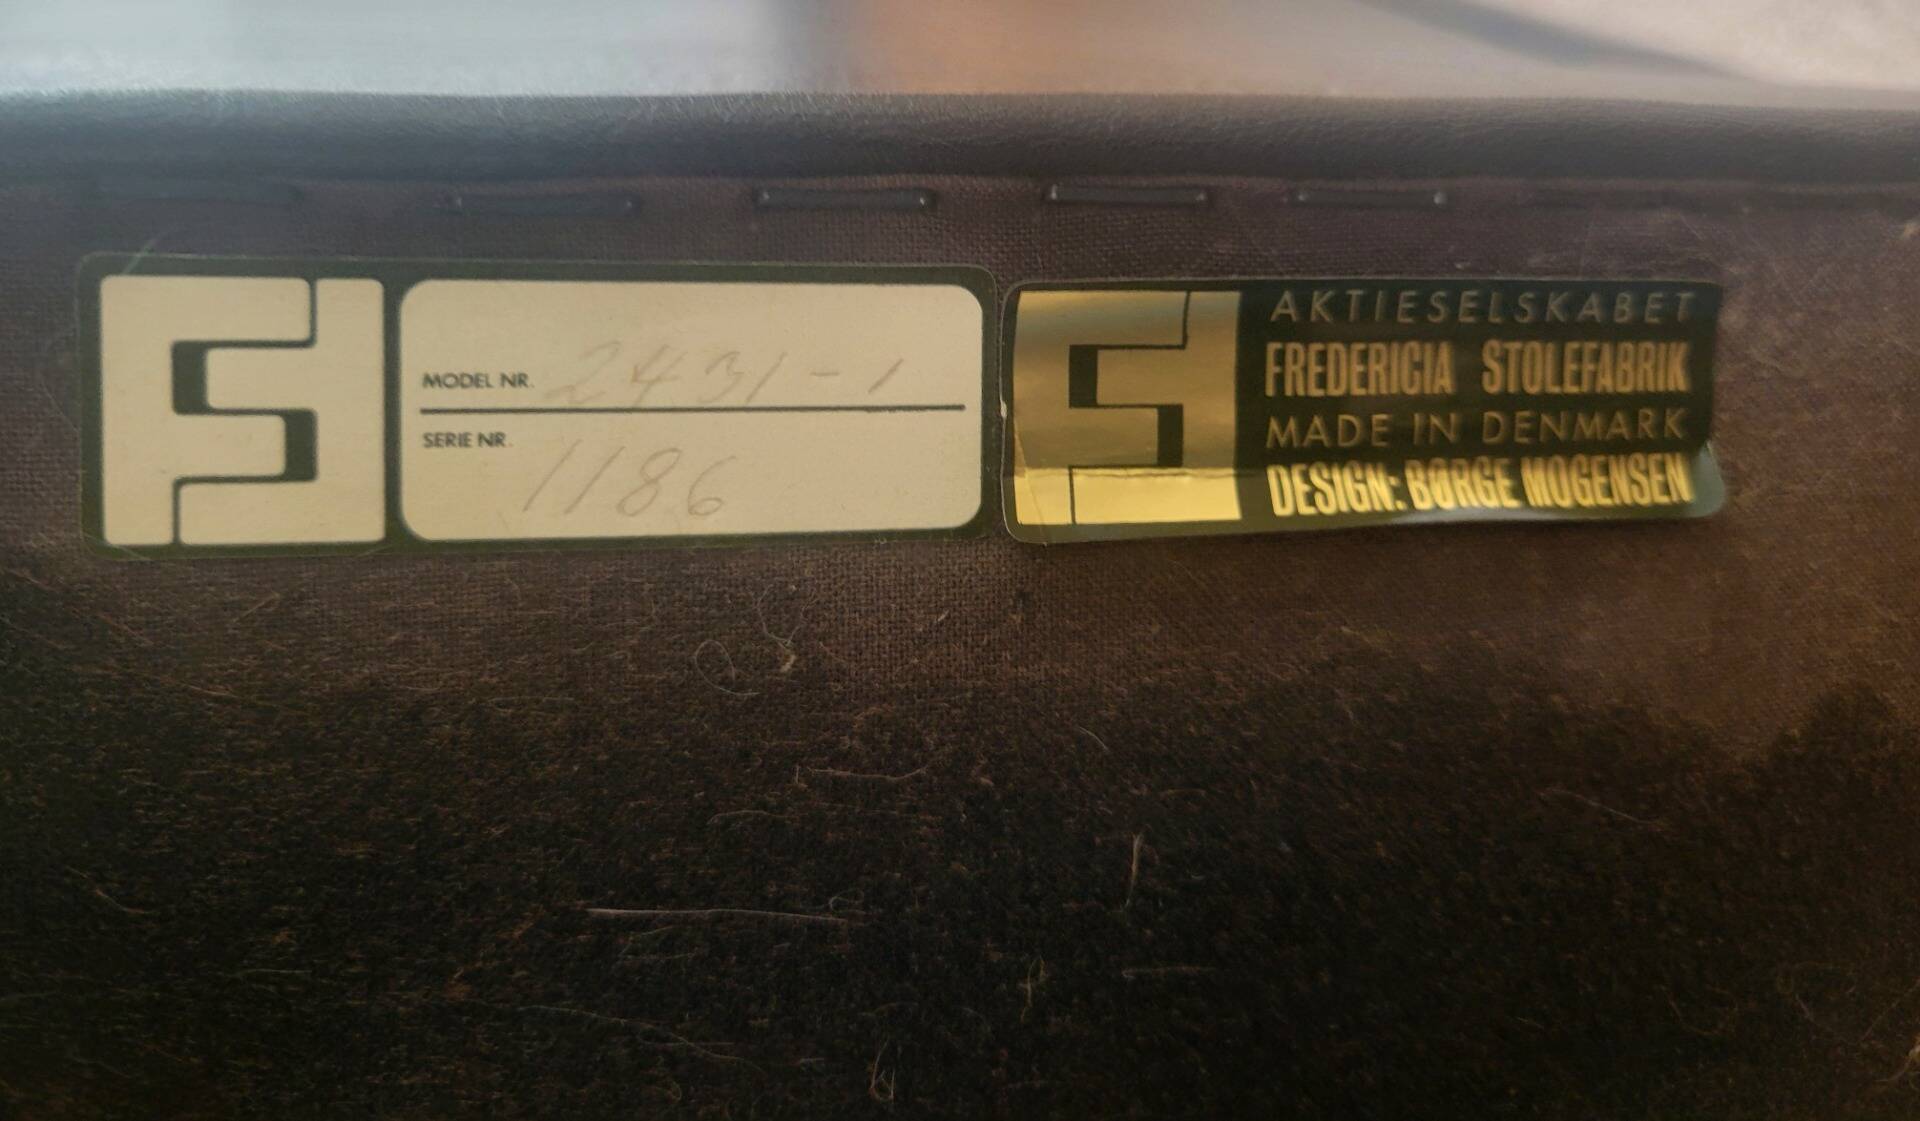 MODEL NR. 2431-1
SERIE NR. 1186
AKTIESELSKABET
FREDERICIA STOLEFABRIK
MADE IN DENMARK
DESIGN: BØRGE MOGENSEN